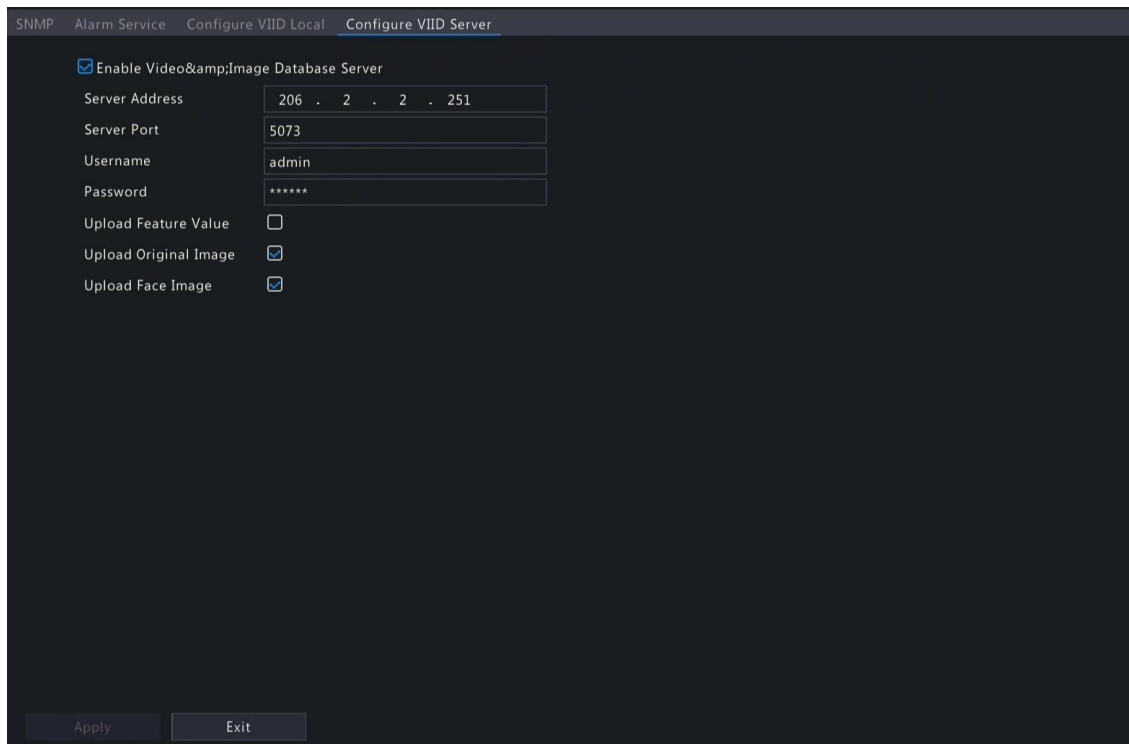 SNMP Alarm Service Configure VIID Local Configure VIID Server
Enable Video&amp;Image Database Server
Server Address 206 . 2 . 2 . 251
Server Port 5073
Username admin
Password ******
Upload Feature Value
Upload Original Image
Upload Face Image
Apply Exit